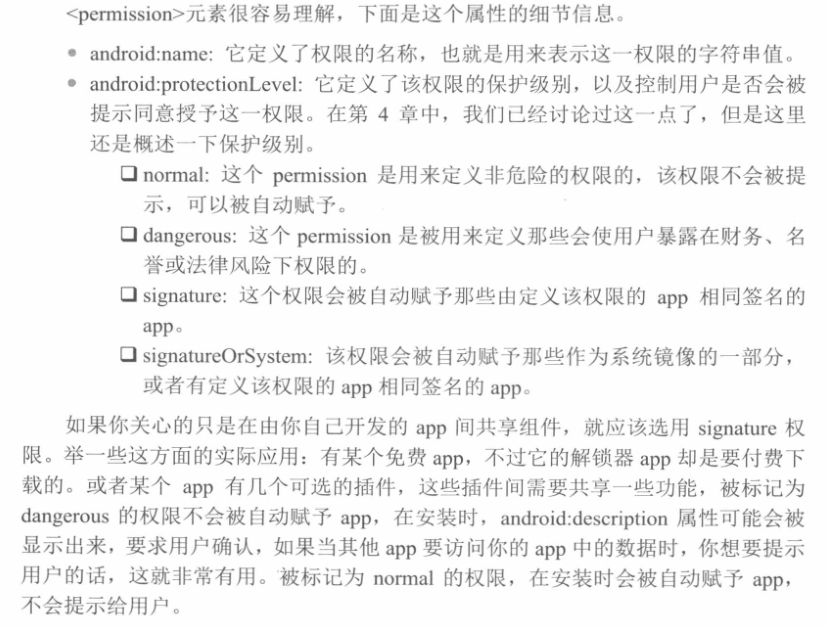 <permission>元素很容易理解，下面是这个属性的细节信息。
● android:name: 它定义了权限的名称，也就是用来表示这一权限的字符串值。
● android:protectionLevel: 它定义了该权限的保护级别，以及控制用户是否会被
提示同意授予这一权限。在第 4 章中，我们已经讨论过这一点了，但是这里
还是概述一下保护级别。
❑ normal: 这个 permission 是用来定义非危险的权限的，该权限不会被提
示，可以被自动赋予。
❑ dangerous: 这个 permission 是被用来定义那些会使用户暴露在财务、名
誉或法律风险下权限的。
❑ signature: 这个权限会被自动赋予那些由定义该权限的 app 相同签名的
app。
❑ signatureOrSystem: 该权限会被自动赋予那些作为系统镜像的一部分，
或者有定义该权限的 app 相同签名的 app。
如果你关心的只是在由你自己开发的 app 间共享组件，就应该选用 signature 权
限。举一些这方面的实际应用：有某个免费 app，不过它的解锁器 app 却是要付费下
载的。或者某个 app 有几个可选的插件，这些插件间需要共享一些功能，被标记为
dangerous 的权限不会被自动赋予 app，在安装时，android:description 属性可能会被
显示出来，要求用户确认，如果当其他 app 要访问你的 app 中的数据时，你想要提示
用户的话，这就非常有用。被标记为 normal 的权限，在安装时会被自动赋予 app，
不会提示给用户。